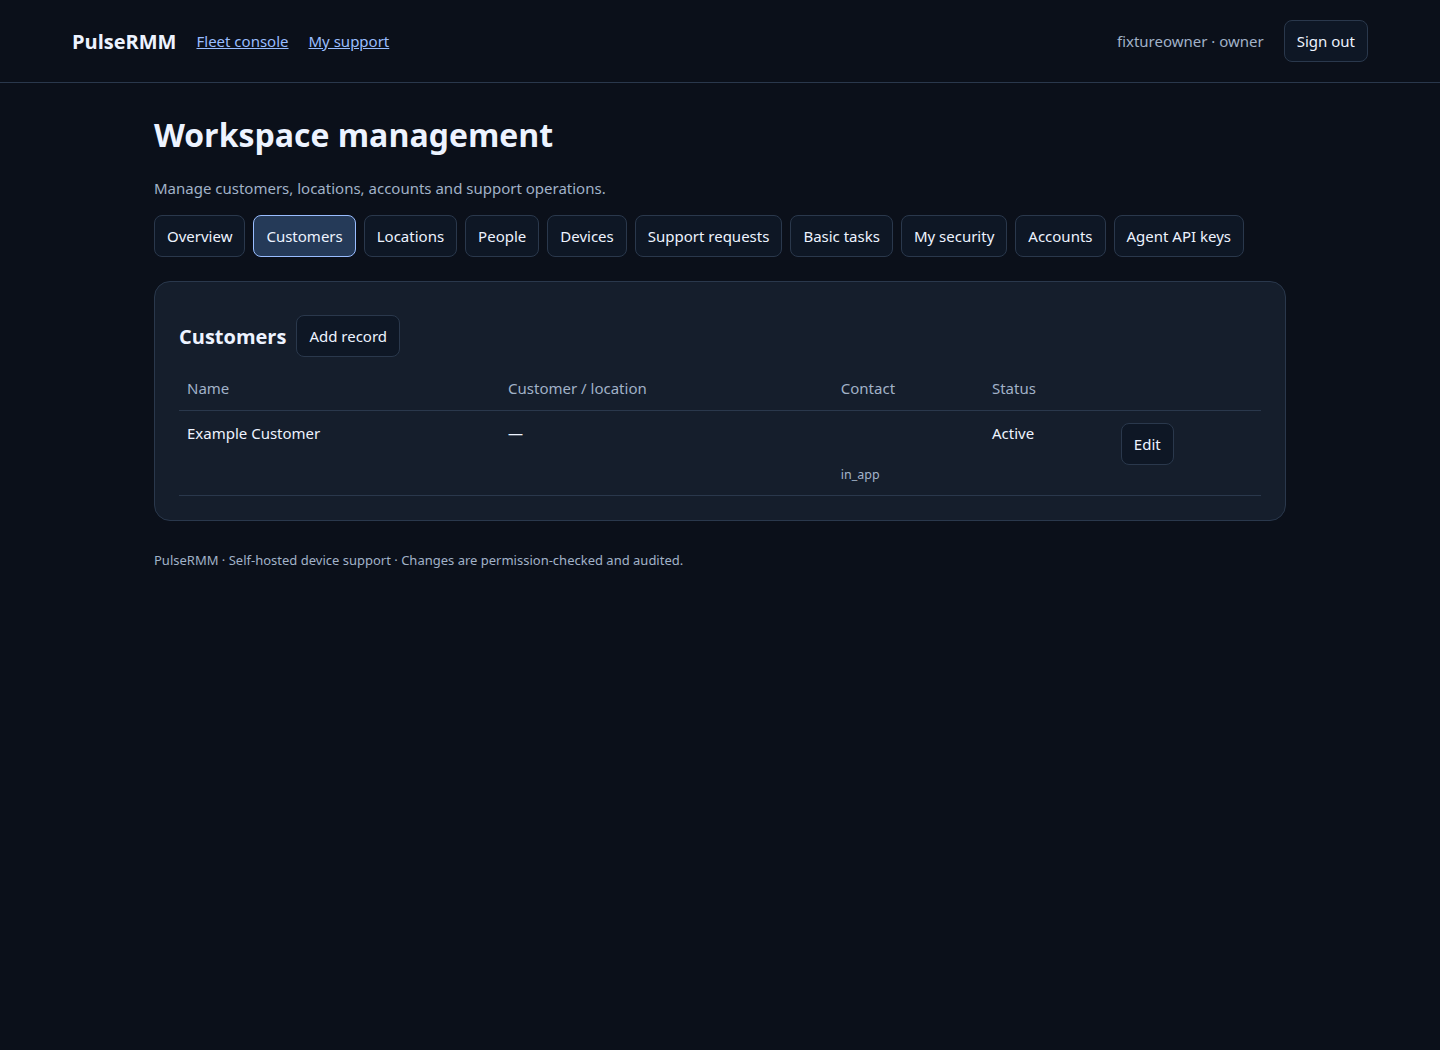 PulseRMM Fleet console My support fixtureowner · owner Sign out
Workspace management
Manage customers, locations, accounts and support operations.
Overview Customers Locations People Devices Support requests Basic tasks My security Accounts Agent API keys
Customers Add record
Name Customer / location Contact Status
Example Customer — Active Edit
in_app
PulseRMM · Self-hosted device support · Changes are permission-checked and audited.